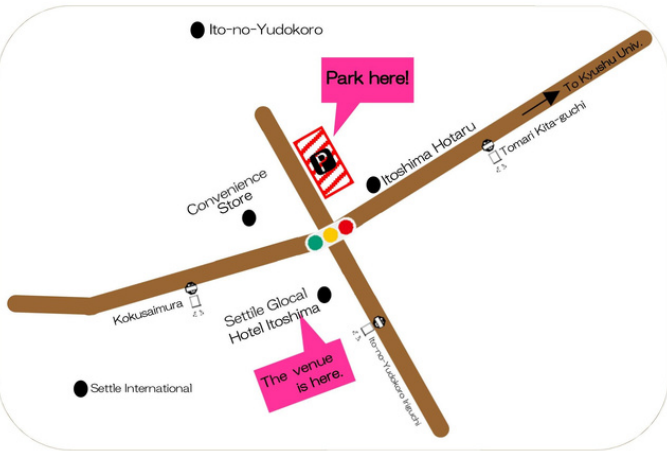 Ito-no-Yudokoro
Park here!
To Kyushu Univ.
Tomari Kita-guchi
Itoshima Hotaru
P
Convenience
Store
Kokusaimura
Settile Glocal
Hotel Itoshima
The venue
is here.
Ito-no-Yudokoro Iriguchi
Settle International